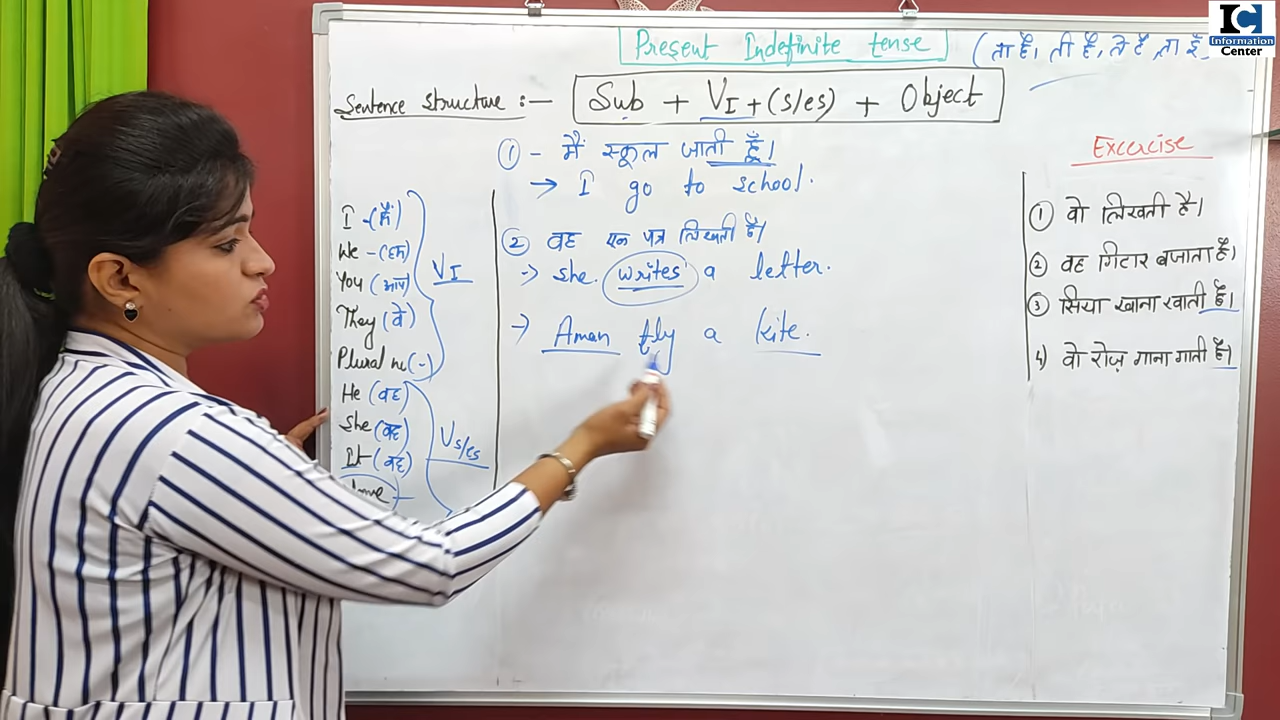 IC
Information
Center
Present Indefinite tense (ता है। ती है, ते हैं, ता हूँ
Sentence structure :- Sub + VI + (s/es) + Object
① - मैं स्कूल जाती हूँ।
→ I go to school.
② वह एक पत्र लिखती है।
→ She writes a letter.
→ Aman fly a kite.
I - (मैं)
We - (हम)
You (आप)
They (वे)
Plural (-)
VI
He (वह)
She (वह)
It (वह)
Vs/es
Excercise
① वो लिखती है।
② वह गिटार बजाता है।
③ सिया खाना खाती है।
4) वो रोज़ गाना गाती है।